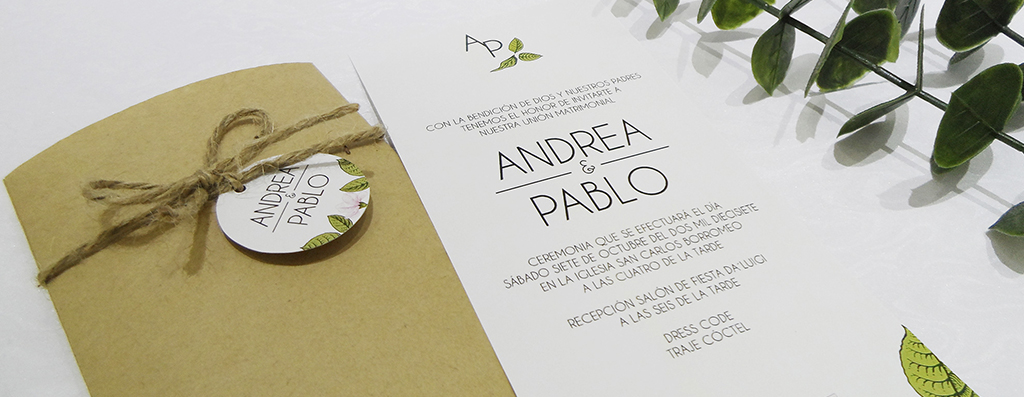 ANDREA
&
PABLO
AP
CON LA BENDICIÓN DE DIOS Y NUESTROS PADRES
TENEMOS EL HONOR DE INVITARTE A
NUESTRA UNIÓN MATRIMONIAL
ANDREA
&
PABLO
CEREMONIA QUE SE EFECTUARÁ EL DÍA
SÁBADO SIETE DE OCTUBRE DEL DOS MIL DIECISIETE
EN LA IGLESIA SAN CARLOS BORROMEO
A LAS CUATRO DE LA TARDE
RECEPCIÓN SALÓN DE FIESTA DA'LUIGI
A LAS SEIS DE LA TARDE
DRESS CODE
TRAJE CÓCTEL